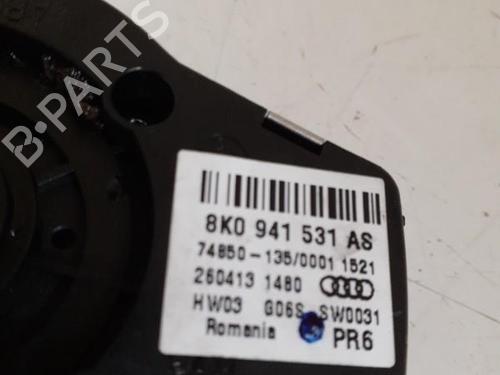 B-PARTS
8K0 941 531 AS
74850-135/0001 1521
260413 1480
HW03 G06S SW0031
Romania PR6